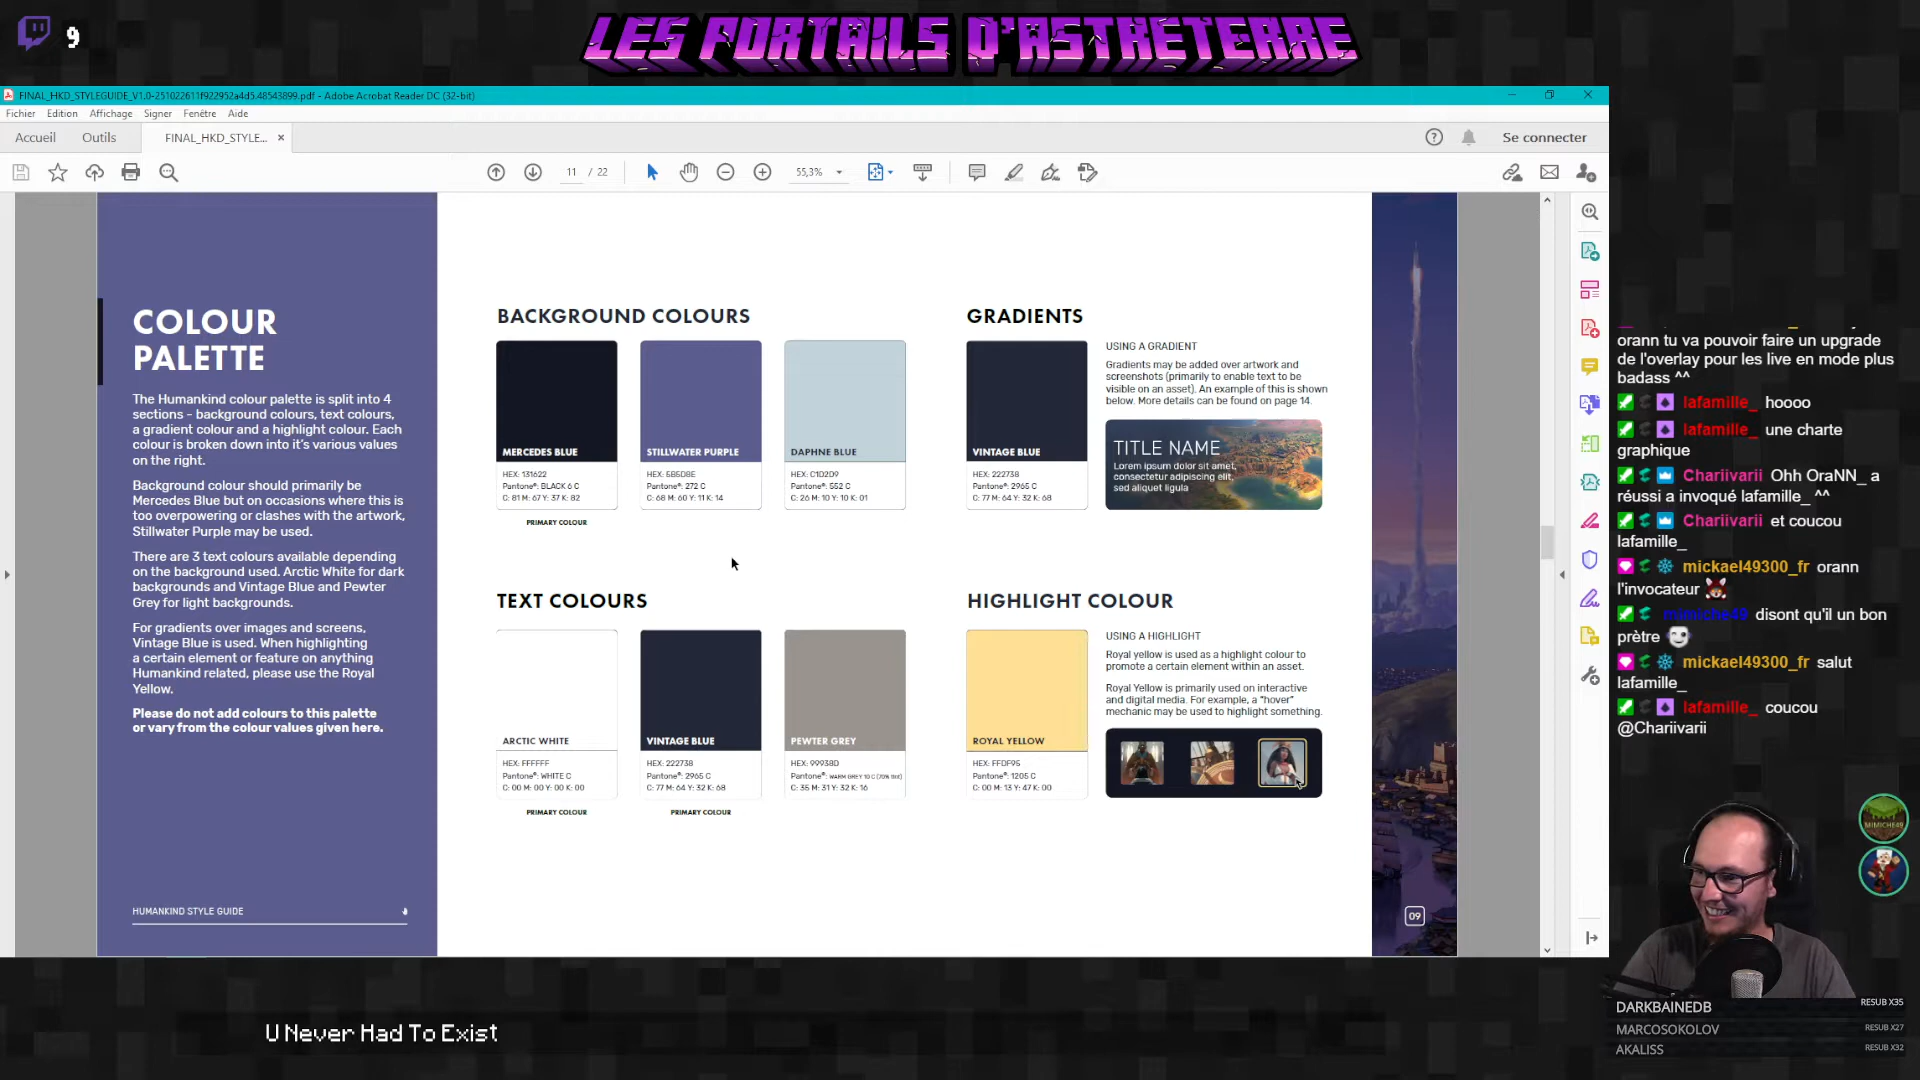 9
LES PORTAILS D'ASTRETERRE
FINAL_HKD_STYLEGUIDE_V1.0-251022611f922952a4d5.48543899.pdf - Adobe Acrobat Reader DC (32-bit)
Fichier Edition Affichage Signer Fenêtre Aide
Accueil Outils FINAL_HKD_STYLE... × Se connecter
11 / 22 55,3%
COLOUR
PALETTE
The Humankind colour palette is split into 4
sections - background colours, text colours,
a gradient colour and a highlight colour. Each
colour is broken down into it's various values
on the right.
Background colour should primarily be
Mercedes Blue but on occasions where this is
too overpowering or clashes with the artwork,
Stillwater Purple may be used.
There are 3 text colours available depending
on the background used. Arctic White for dark
backgrounds and Vintage Blue and Pewter
Grey for light backgrounds.
For gradients over images and screens,
Vintage Blue is used. When highlighting
a certain element or feature on anything
Humankind related, please use the Royal
Yellow.
Please do not add colours to this palette
or vary from the colour values given here.
HUMANKIND STYLE GUIDE
BACKGROUND COLOURS
MERCEDES BLUE
HEX: 131622
Pantone®: BLACK 6 C
C: 81 M: 67 Y: 37 K: 82
PRIMARY COLOUR
STILLWATER PURPLE
HEX: 5B5D8E
Pantone®: 272 C
C: 68 M: 60 Y: 11 K: 14
DAPHNE BLUE
HEX: C1D2D9
Pantone®: 552 C
C: 26 M: 10 Y: 10 K: 01
GRADIENTS
VINTAGE BLUE
HEX: 222738
Pantone®: 2965 C
C: 77 M: 64 Y: 32 K: 68
USING A GRADIENT
Gradients may be added over artwork and
screenshots (primarily to enable text to be
visible on an asset). An example of this is shown
below. More details can be found on page 14.
TITLE NAME
Lorem ipsum dolor sit amet,
consectetur adipiscing elit,
sed aliquet ligula
TEXT COLOURS
ARCTIC WHITE
HEX: FFFFFF
Pantone®: WHITE C
C: 00 M: 00 Y: 00 K: 00
PRIMARY COLOUR
VINTAGE BLUE
HEX: 222738
Pantone®: 2965 C
C: 77 M: 64 Y: 32 K: 68
PRIMARY COLOUR
PEWTER GREY
HEX: 99938D
Pantone®: WARM GREY 10 C (70% tint)
C: 35 M: 31 Y: 32 K: 16
HIGHLIGHT COLOUR
ROYAL YELLOW
HEX: FFDF95
Pantone®: 1205 C
C: 00 M: 13 Y: 47 K: 00
USING A HIGHLIGHT
Royal yellow is used as a highlight colour to
promote a certain element within an asset.
Royal Yellow is primarily used on interactive
and digital media. For example, a "hover"
mechanic may be used to highlight something.
09
orann tu va pouvoir faire un upgrade
de l'overlay pour les live en mode plus
badass ^^
lafamille_ hoooo
lafamille_ une charte
graphique
Chariivarii Ohh OraNN_ a
réussi a invoqué lafamille_ ^^
Chariivarii et coucou
lafamille_
mickael49300_fr orann
l'invocateur
mimiche49 disont qu'il un bon
prètre
mickael49300_fr salut
lafamille_
lafamille_ coucou
@Chariivarii
MIMICHE49
DARKBAINEDB RESUB X35
MARCOSOKOLOV RESUB X27
AKALISS RESUB X32
U Never Had To Exist